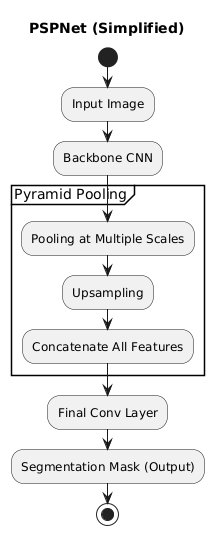 PSPNet (Simplified)
Input Image
Backbone CNN
Pyramid Pooling
Pooling at Multiple Scales
Upsampling
Concatenate All Features
Final Conv Layer
Segmentation Mask (Output)